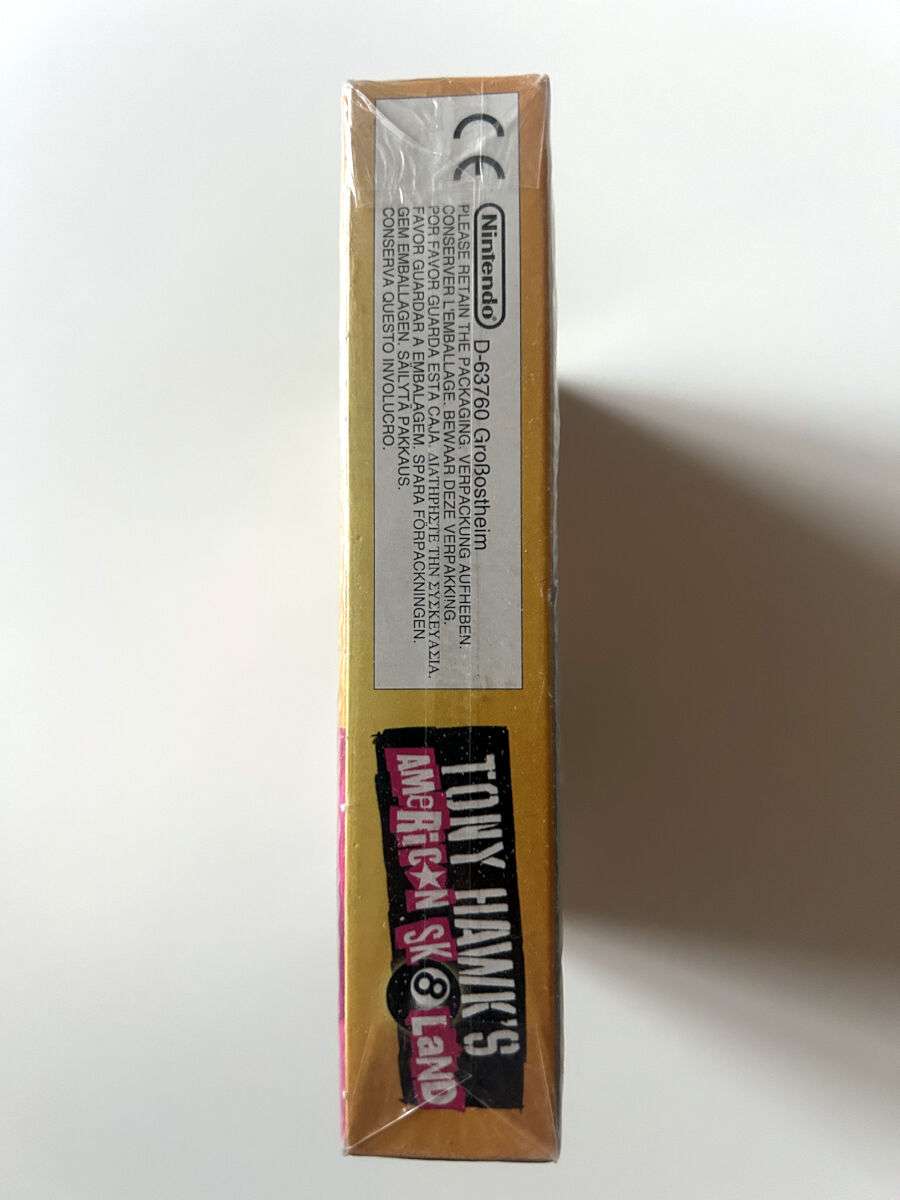 CE
Nintendo® D-63760 Großostheim
PLEASE RETAIN THE PACKAGING. VERPACKUNG AUFHEBEN.
CONSERVER L'EMBALLAGE. BEWAAR DEZE VERPAKKING.
POR FAVOR GUARDA ESTA CAJA. ΔΙΑΤΗΡΗΣΤΕ ΤΗΝ ΣΥΣΚΕΥΑΣΙΑ.
FAVOR GUARDAR A EMBALAGEM. SPARA FÖRPACKNINGEN.
GEM EMBALLAGEN. SÄILYTÄ PAKKAUS.
CONSERVA QUESTO INVOLUCRO.
TONY HAWK'S
AMeRiC★N SK8LaND